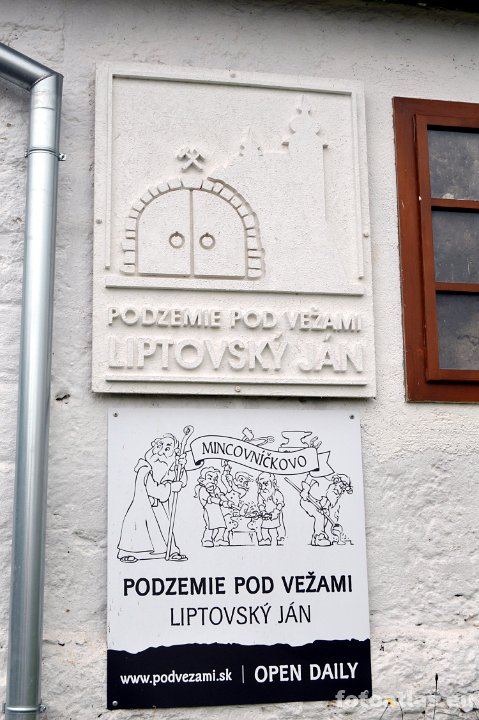 PODZEMIE POD VEŽAMI
LIPTOVSKÝ JÁN
MINCOVNÍČKOVO
PODZEMIE POD VEŽAMI
LIPTOVSKÝ JÁN
www.podvezami.sk | OPEN DAILY